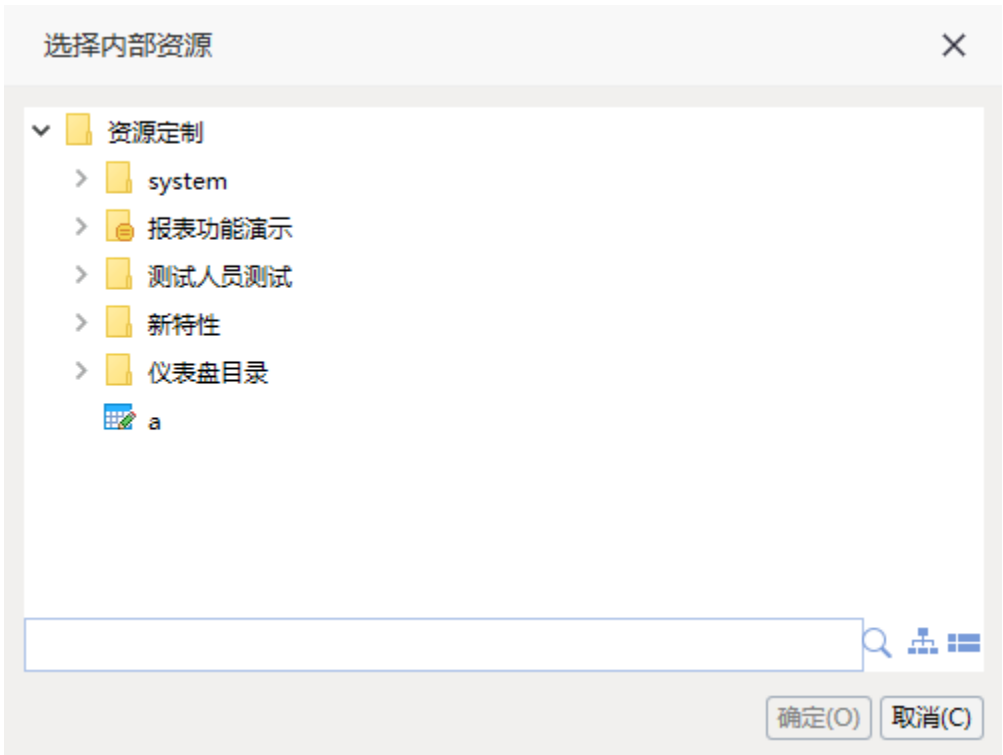 选择内部资源
资源定制
system
报表功能演示
测试人员测试
新特性
仪表盘目录
a
确定(O) 取消(C)